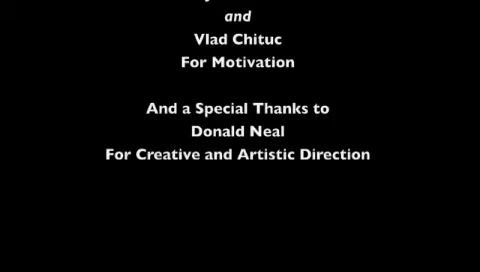 and
Vlad Chituc
For Motivation
And a Special Thanks to
Donald Neal
For Creative and Artistic Direction